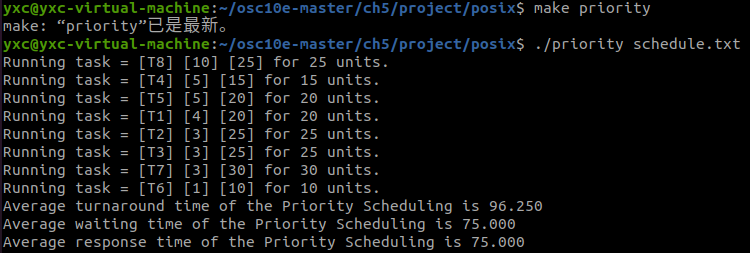 yxc@yxc-virtual-machine:~/osc10e-master/ch5/project/posix$ make priority
make: “priority”已是最新。
yxc@yxc-virtual-machine:~/osc10e-master/ch5/project/posix$ ./priority schedule.txt
Running task = [T8] [10] [25] for 25 units.
Running task = [T4] [5] [15] for 15 units.
Running task = [T5] [5] [20] for 20 units.
Running task = [T1] [4] [20] for 20 units.
Running task = [T2] [3] [25] for 25 units.
Running task = [T3] [3] [25] for 25 units.
Running task = [T7] [3] [30] for 30 units.
Running task = [T6] [1] [10] for 10 units.
Average turnaround time of the Priority Scheduling is 96.250
Average waiting time of the Priority Scheduling is 75.000
Average response time of the Priority Scheduling is 75.000